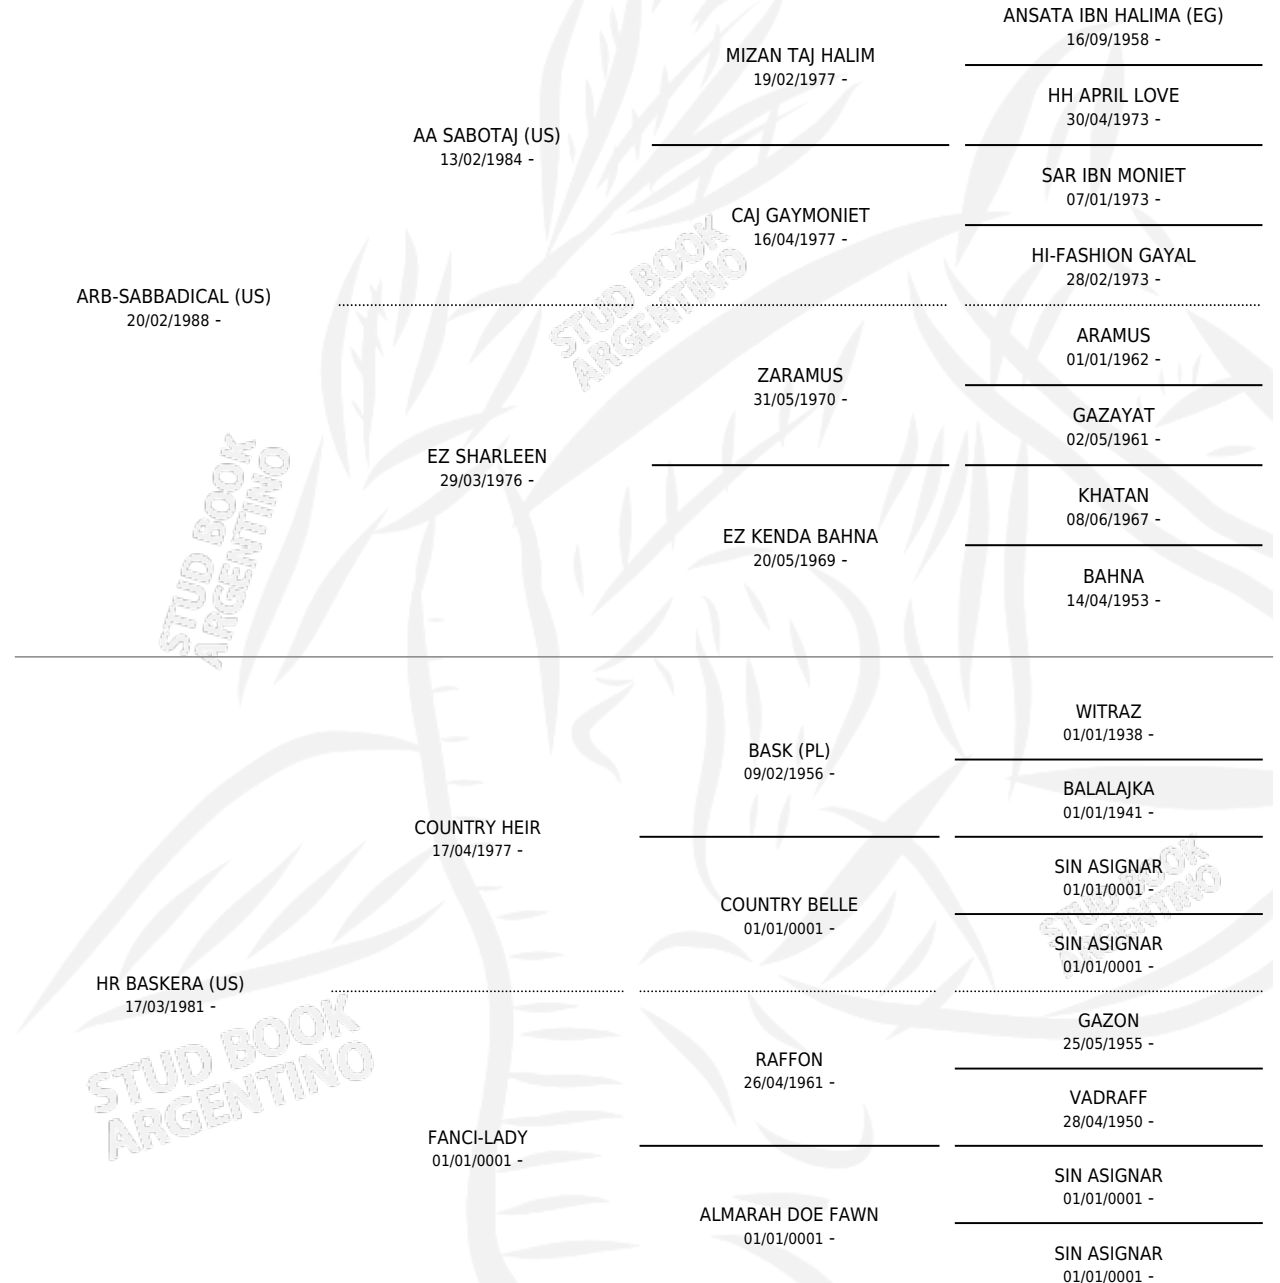 ANSATA IBN HALIMA (EG)
16/09/1958 -
MIZAN TAJ HALIM
19/02/1977 -
HH APRIL LOVE
30/04/1973 -
AA SABOTAJ (US)
13/02/1984 -
SAR IBN MONIET
07/01/1973 -
CAJ GAYMONIET
16/04/1977 -
HI-FASHION GAYAL
28/02/1973 -
ARB-SABBADICAL (US)
20/02/1988 -
ARAMUS
01/01/1962 -
ZARAMUS
31/05/1970 -
GAZAYAT
02/05/1961 -
EZ SHARLEEN
29/03/1976 -
KHATAN
08/06/1967 -
EZ KENDA BAHNA
20/05/1969 -
BAHNA
14/04/1953 -
WITRAZ
01/01/1938 -
BASK (PL)
09/02/1956 -
BALALAJKA
01/01/1941 -
COUNTRY HEIR
17/04/1977 -
SIN ASIGNAR
01/01/0001 -
COUNTRY BELLE
01/01/0001 -
SIN ASIGNAR
01/01/0001 -
HR BASKERA (US)
17/03/1981 -
GAZON
25/05/1955 -
RAFFON
26/04/1961 -
VADRAFF
28/04/1950 -
FANCI-LADY
01/01/0001 -
SIN ASIGNAR
01/01/0001 -
ALMARAH DOE FAWN
01/01/0001 -
SIN ASIGNAR
01/01/0001 -
STUD BOOK
ARGENTINO
STUD BOOK
ARGENTINO
STUD BOOK
ARGENTINO
STUD BOOK
ARGENTINO